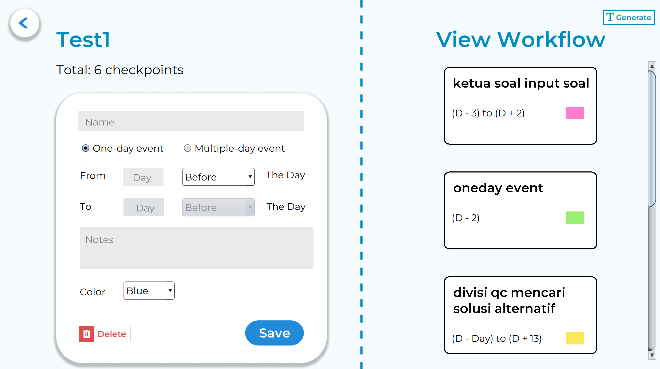 Generate
Test1
View Workflow
Total: 6 checkpoints
Name
One-day event
Multiple-day event
From
Day
Before
The Day
To
Day
Before
The Day
Notes
Color
Blue
Delete
Save
ketua soal input soal
(D - 3) to (D + 2)
oneday event
(D - 2)
divisi qc mencari
solusi alternatif
(D - Day) to (D + 13)